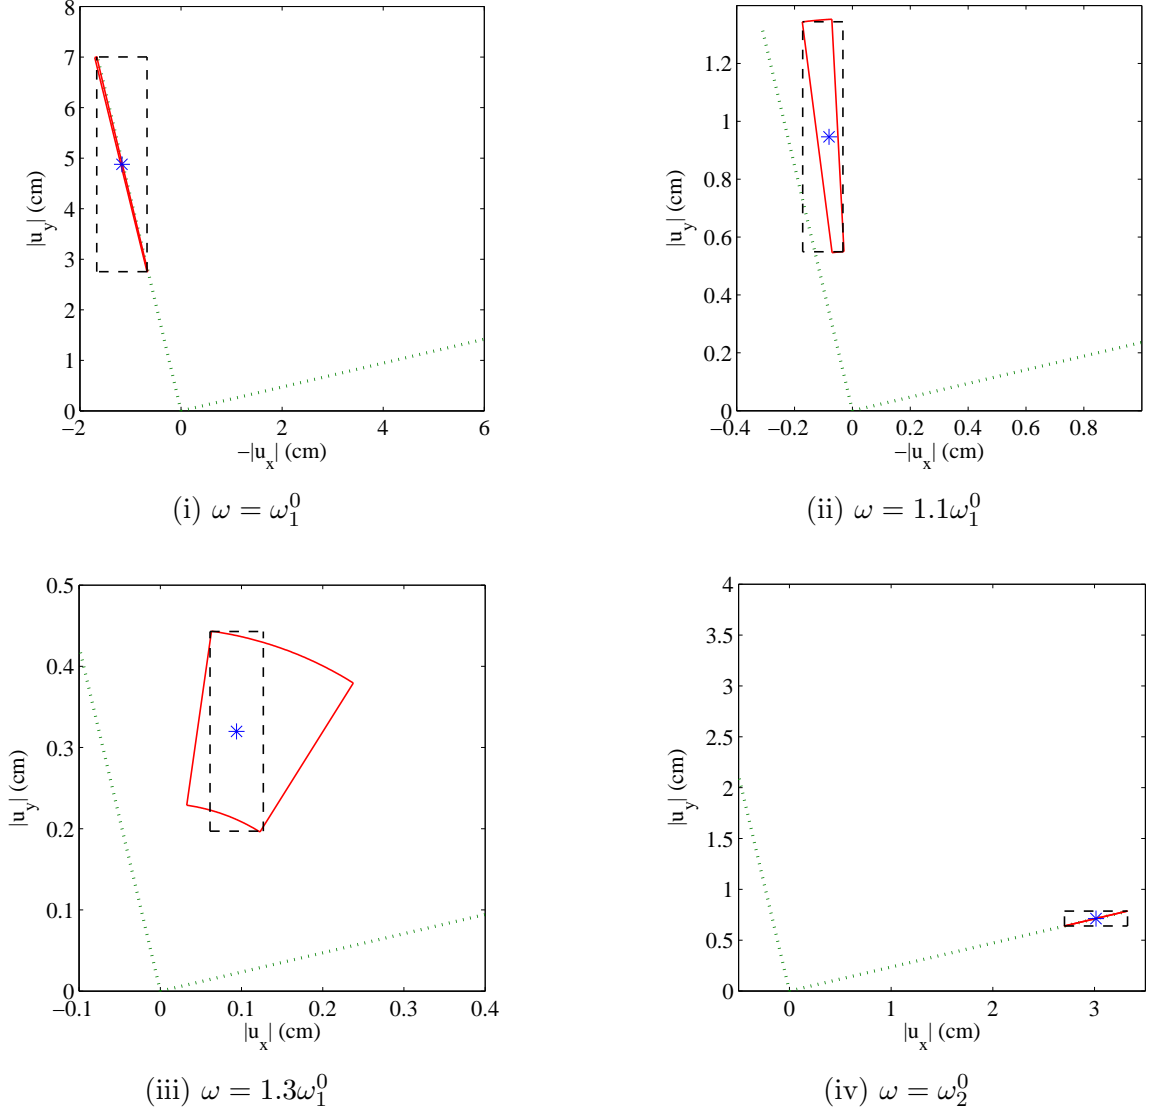 8
7
6
5
4
3
2
1
0
−2 0 2 4 6
|u_y| (cm)
−|u_x| (cm)
(i) ω = ω_1^0
1.2
1
0.8
0.6
0.4
0.2
0
−0.4 −0.2 0 0.2 0.4 0.6 0.8
|u_y| (cm)
−|u_x| (cm)
(ii) ω = 1.1ω_1^0
0.5
0.4
0.3
0.2
0.1
0
−0.1 0 0.1 0.2 0.3 0.4
|u_y| (cm)
|u_x| (cm)
(iii) ω = 1.3ω_1^0
4
3.5
3
2.5
2
1.5
1
0.5
0
0 1 2 3
|u_y| (cm)
|u_x| (cm)
(iv) ω = ω_2^0